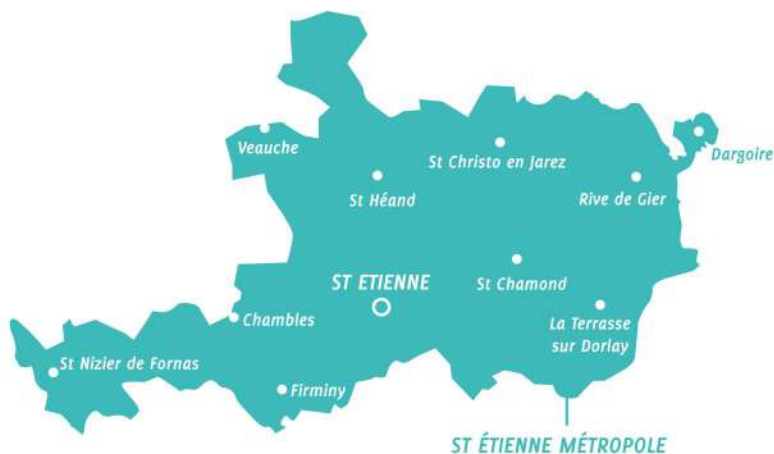 Veauche
St Christo en Jarez
Dargoire
St Héand
Rive de Gier
ST ETIENNE
St Chamond
Chambles
La Terrasse
sur Dorlay
St Nizier de Fornas
Firminy
ST ÉTIENNE MÉTROPOLE